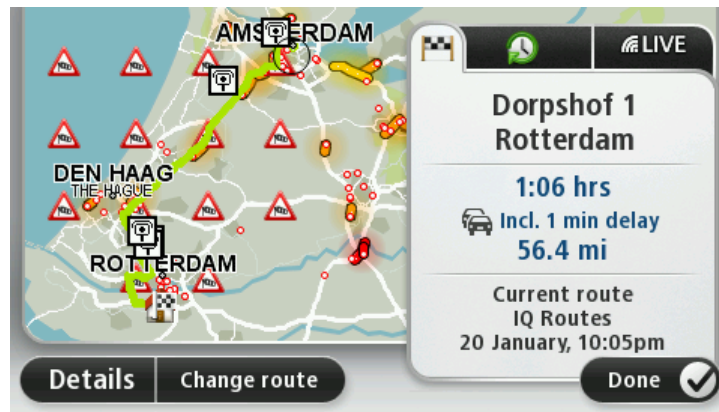 AMSTERDAM
DEN HAAG
THE HAGUE
ROTTERDAM
LIVE
Dorpshof 1
Rotterdam
1:06 hrs
Incl. 1 min delay
56.4 mi
Current route
IQ Routes
20 January, 10:05pm
Details
Change route
Done